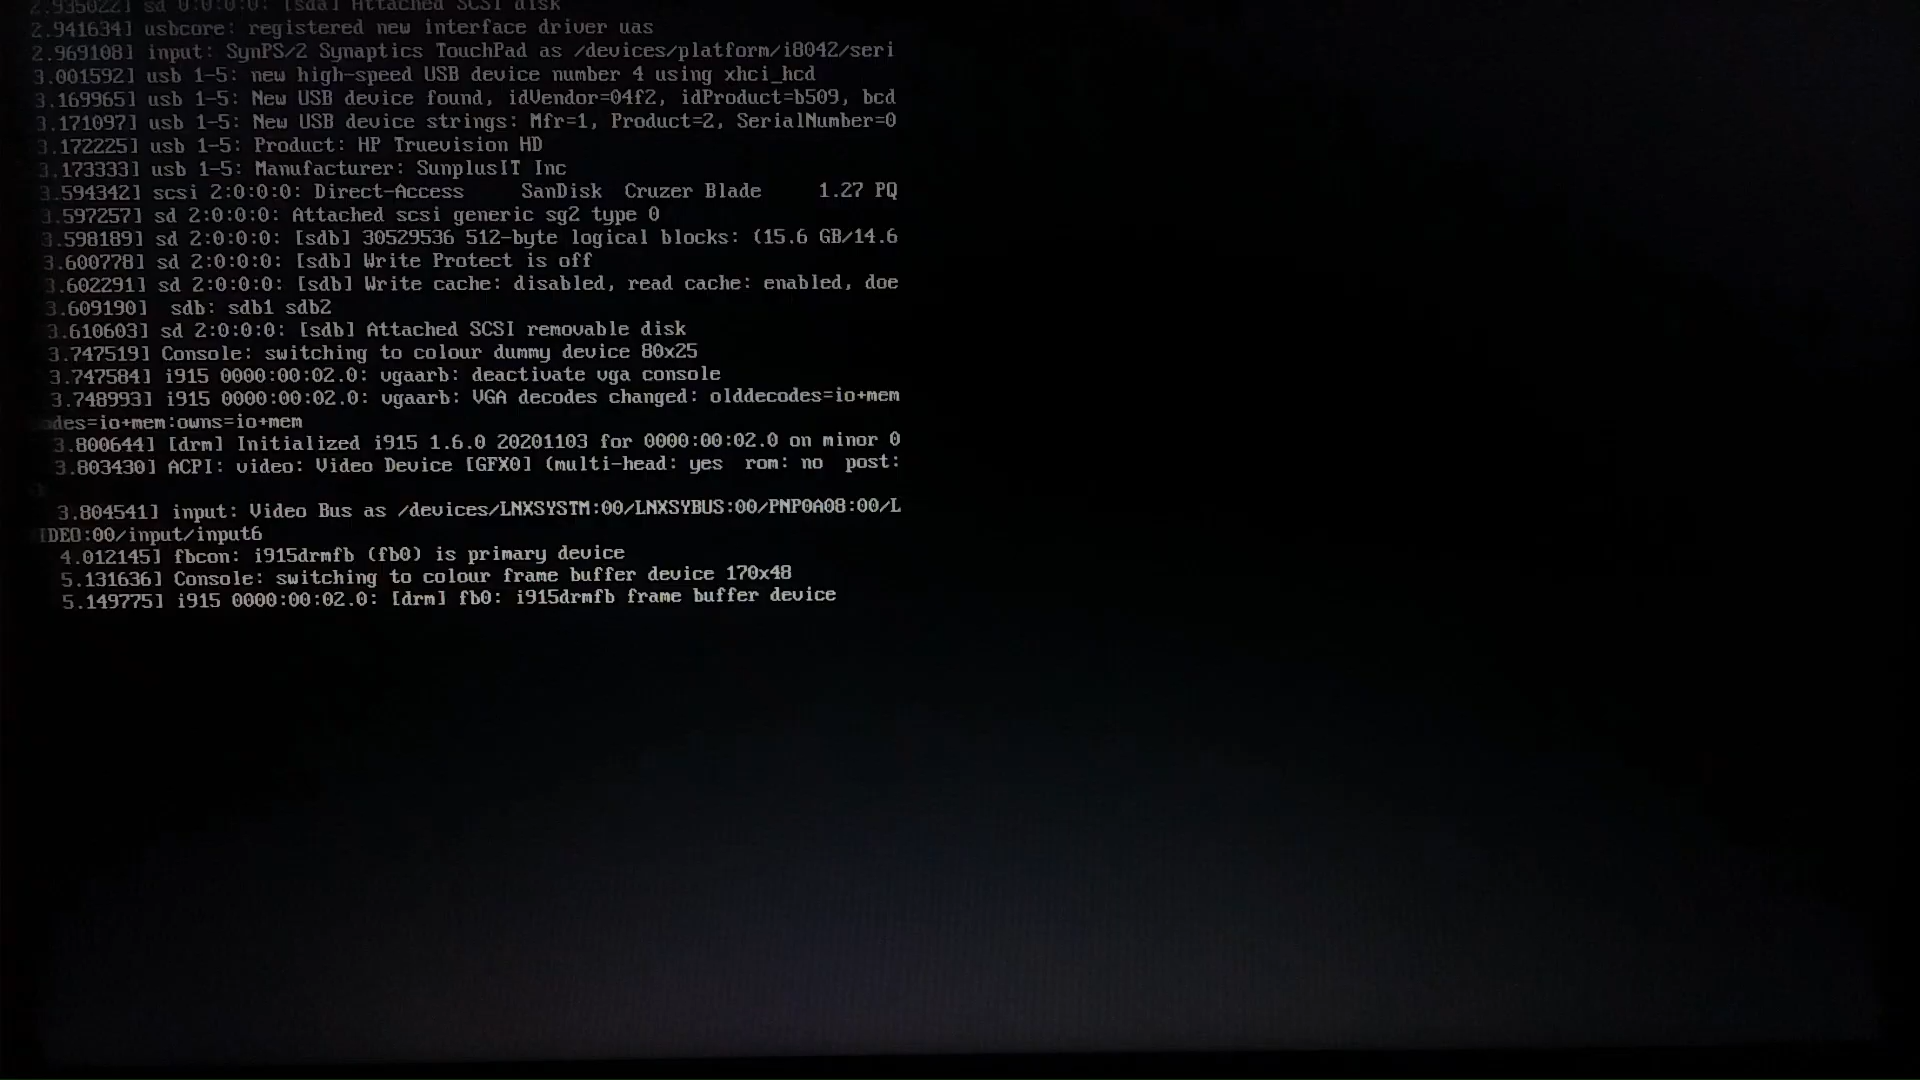 2.935022] sd 0:0:0:0: [sda] Attached SCSI disk
2.941634] usbcore: registered new interface driver uas
2.969108] input: SynPS/2 Synaptics TouchPad as /devices/platform/i8042/seri
3.001592] usb 1-5: new high-speed USB device number 4 using xhci_hcd
3.169965] usb 1-5: New USB device found, idVendor=04f2, idProduct=b509, bcd
3.171097] usb 1-5: New USB device strings: Mfr=1, Product=2, SerialNumber=0
3.172225] usb 1-5: Product: HP Truevision HD
3.173333] usb 1-5: Manufacturer: SunplusIT Inc
3.594342] scsi 2:0:0:0: Direct-Access     SanDisk  Cruzer Blade     1.27 PQ
3.597257] sd 2:0:0:0: Attached scsi generic sg2 type 0
3.598189] sd 2:0:0:0: [sdb] 30529536 512-byte logical blocks: (15.6 GB/14.6
3.600778] sd 2:0:0:0: [sdb] Write Protect is off
3.602291] sd 2:0:0:0: [sdb] Write cache: disabled, read cache: enabled, doe
3.609190]  sdb: sdb1 sdb2
3.610603] sd 2:0:0:0: [sdb] Attached SCSI removable disk
3.747519] Console: switching to colour dummy device 80x25
3.747584] i915 0000:00:02.0: vgaarb: deactivate vga console
3.748993] i915 0000:00:02.0: vgaarb: VGA decodes changed: olddecodes=io+mem
odes=io+mem:owns=io+mem
3.800644] [drm] Initialized i915 1.6.0 20201103 for 0000:00:02.0 on minor 0
3.803430] ACPI: video: Video Device [GFX0] (multi-head: yes  rom: no  post:
3.804541] input: Video Bus as /devices/LNXSYSTM:00/LNXSYBUS:00/PNP0A08:00/L
IDEO:00/input/input6
4.012145] fbcon: i915drmfb (fb0) is primary device
5.131636] Console: switching to colour frame buffer device 170x48
5.149775] i915 0000:00:02.0: [drm] fb0: i915drmfb frame buffer device